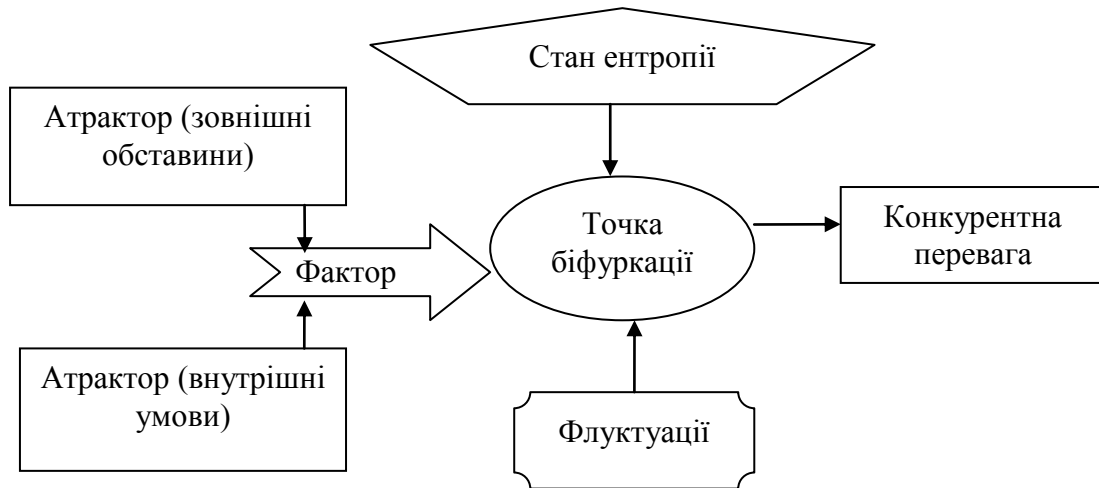 Стан ентропії
Атрактор (зовнішні
обставини)
Точка
біфуркації
Конкурентна
перевага
Фактор
Атрактор (внутрішні
умови)
Флуктуації